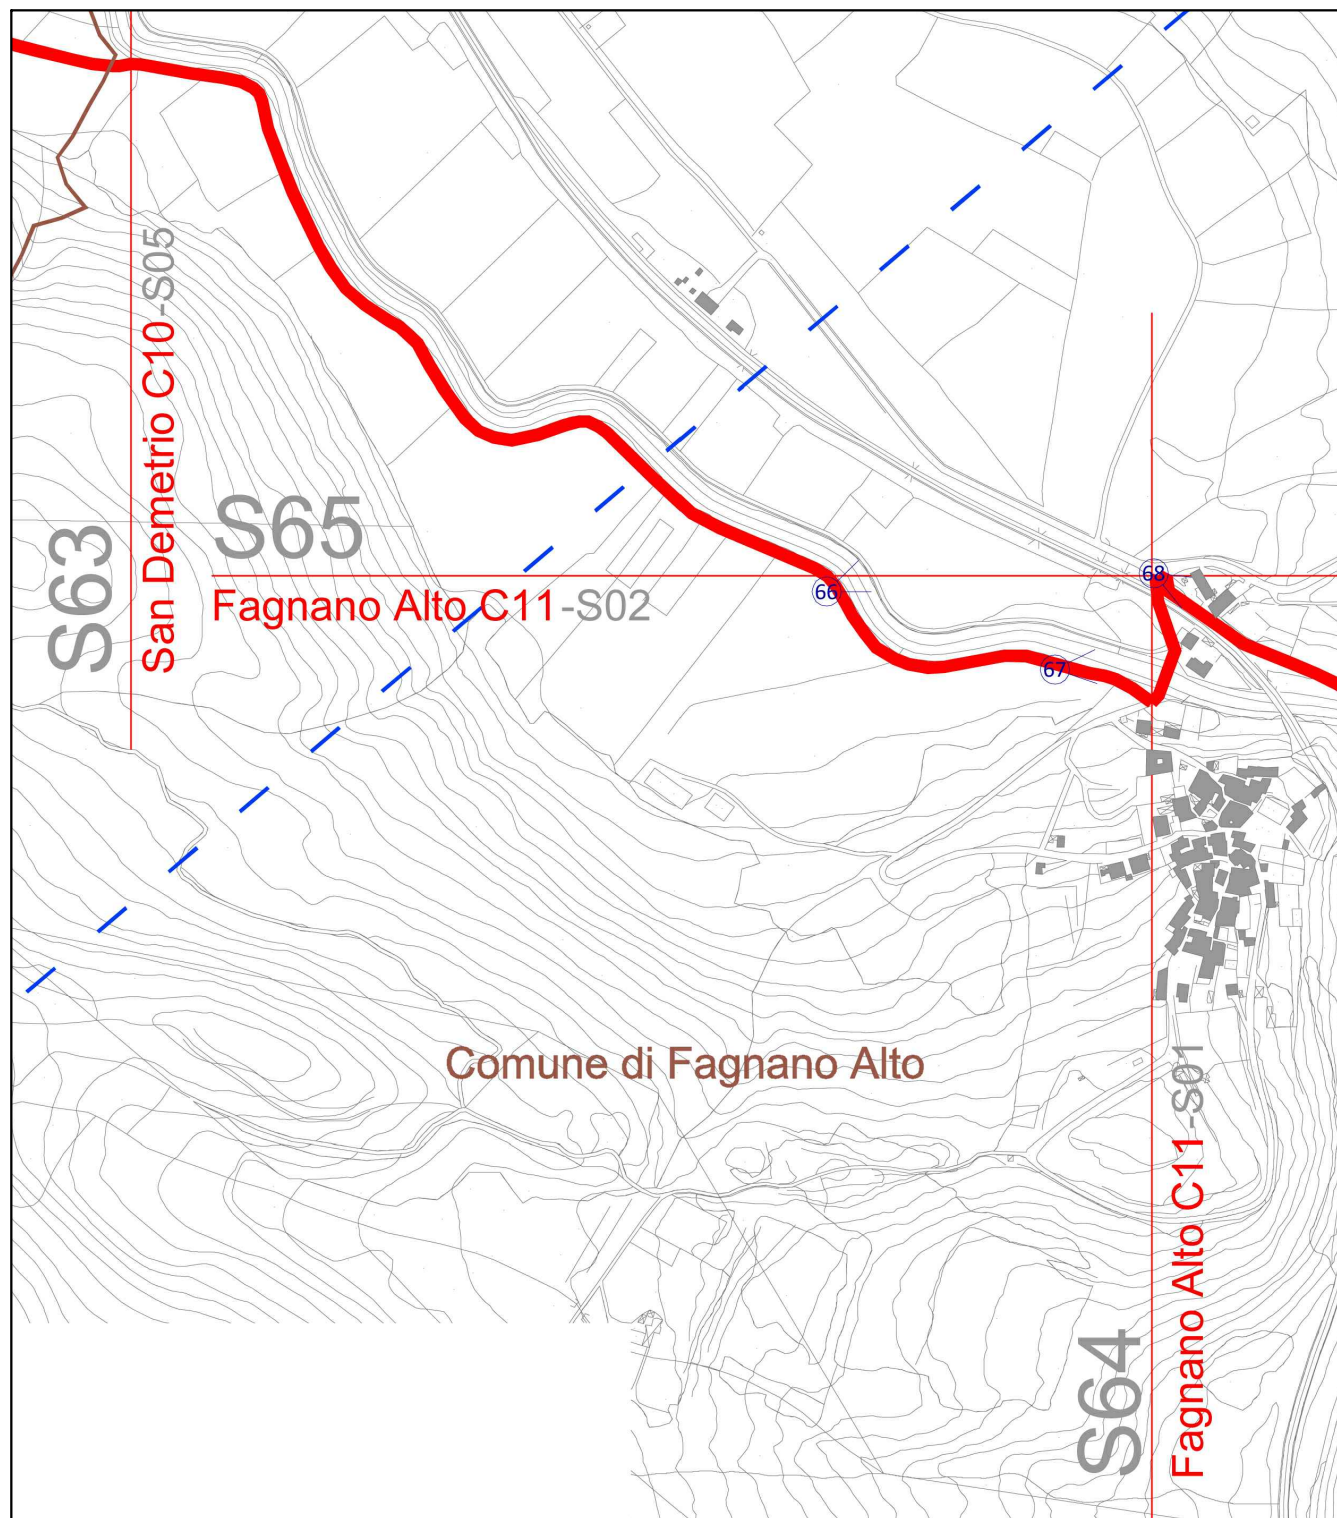 S63
San Demetrio C10-S05
S65
Fagnano Alto C11-S02
66
67
68
Comune di Fagnano Alto
S64
Fagnano Alto C11-S01